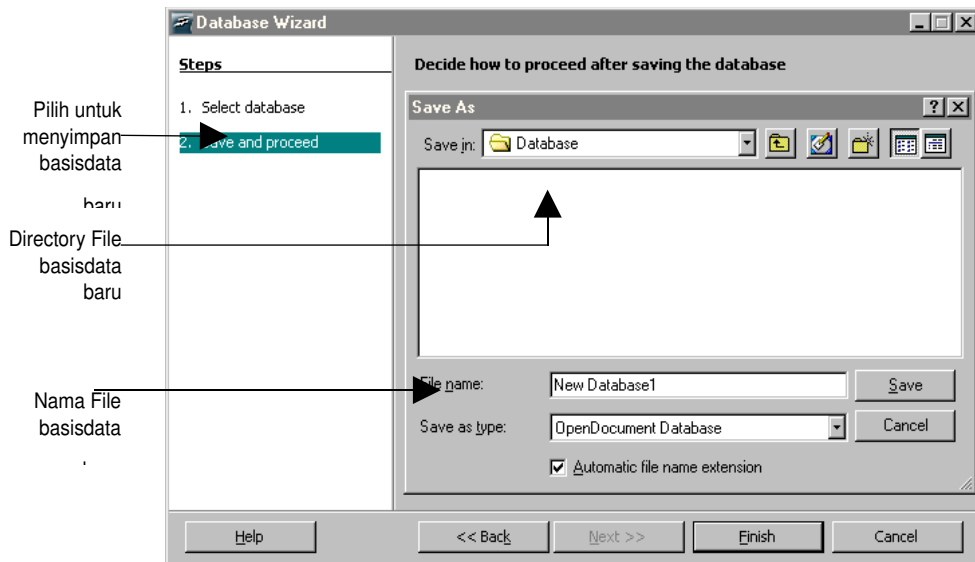 Database Wizard
Steps
1. Select database
2. Save and proceed
Pilih untuk
menyimpan
basisdata
baru
Directory File
basisdata
baru
Nama File
basisdata
Decide how to proceed after saving the database
Save As
Save in: Database
File name: New Database1 Save
Save as type: OpenDocument Database Cancel
Automatic file name extension
Help << Back Next >> Finish Cancel